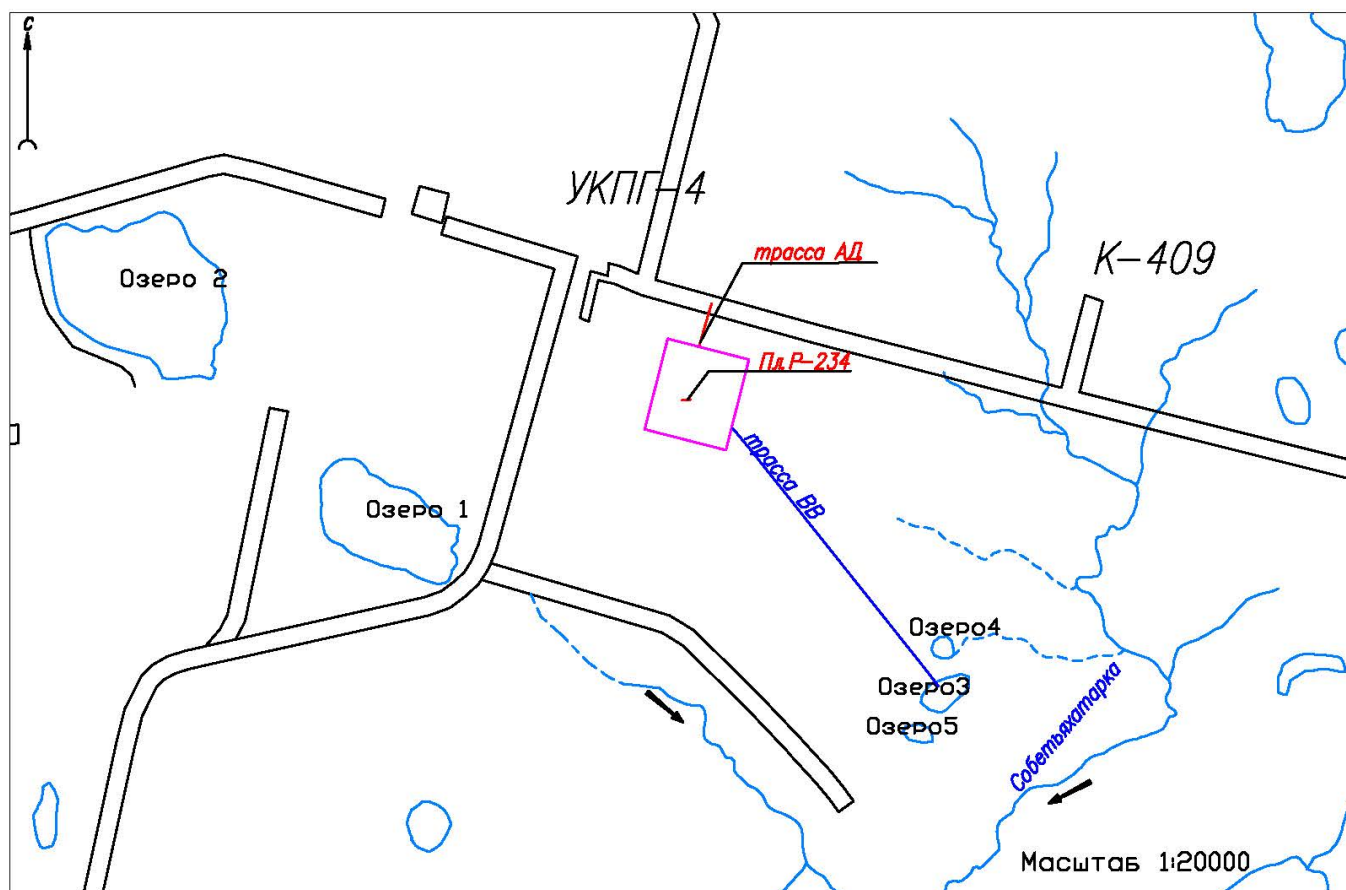 С
УКПГ-4
трасса АД
К-409
Озеро 2
Пл.Р-234
трасса ВВ
Озеро 1
Озеро4
Озеро3
Озеро5
Собетьяхатарка
Масштаб 1:20000